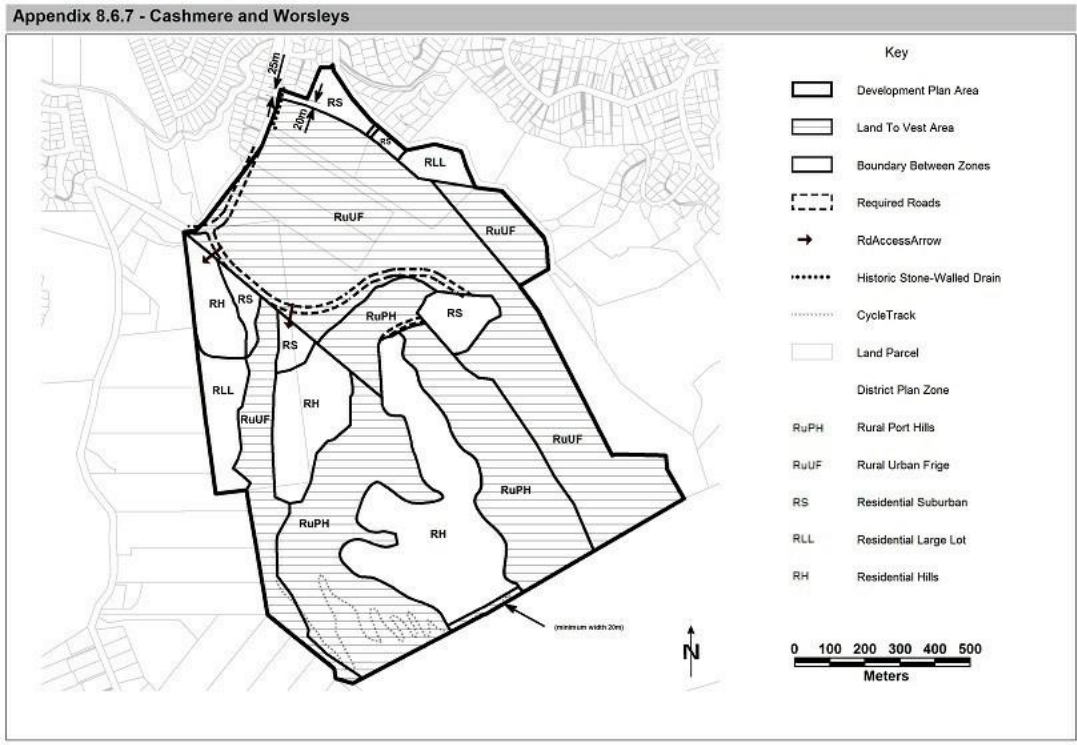 Appendix 8.6.7 - Cashmere and Worsleys
25m
20m
RS
RS
RLL
RuUF
RuUF
RH
RS
RuPH
RS
RS
RLL
RH
RuUF
RuUF
RuPH
RuPH
RH
(minimum width 20m)
N
Key
Development Plan Area
Land To Vest Area
Boundary Between Zones
Required Roads
RdAccessArrow
Historic Stone-Walled Drain
CycleTrack
Land Parcel
District Plan Zone
RuPH Rural Port Hills
RuUF Rural Urban Frige
RS Residential Suburban
RLL Residential Large Lot
RH Residential Hills
0 100 200 300 400 500
Meters